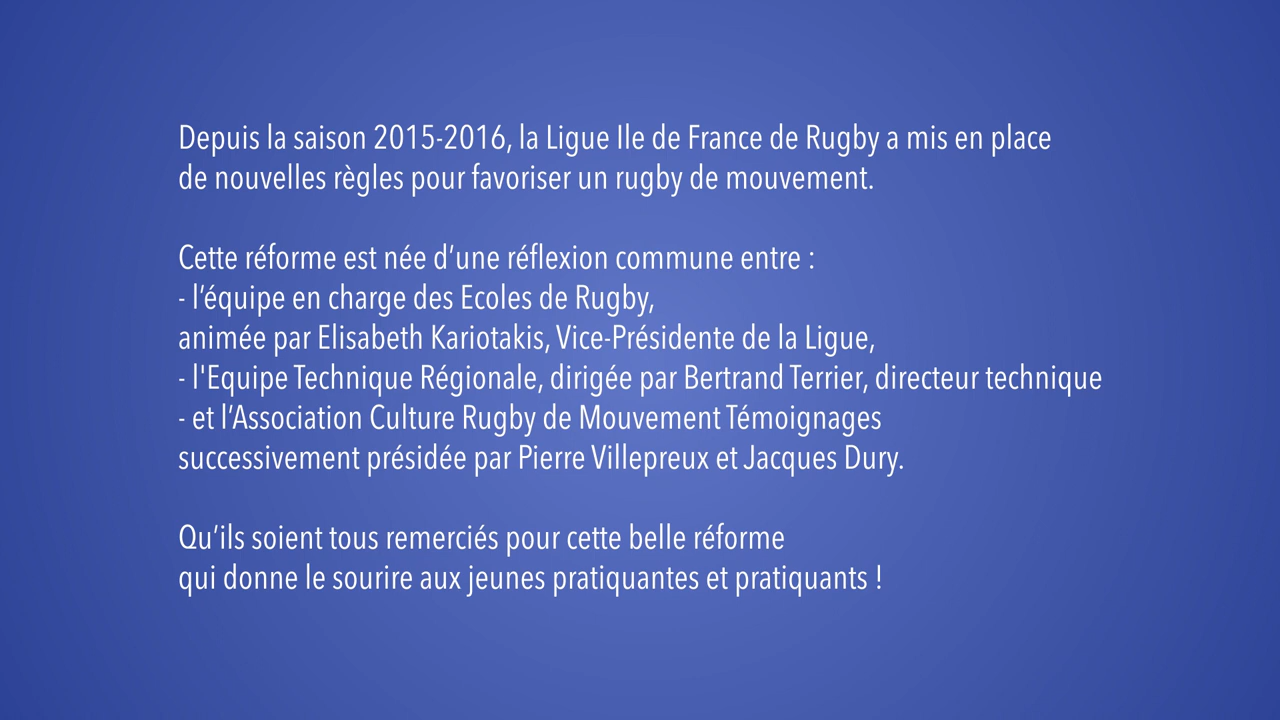 Depuis la saison 2015-2016, la Ligue Ile de France de Rugby a mis en place
de nouvelles règles pour favoriser un rugby de mouvement.
Cette réforme est née d’une réflexion commune entre :
- l’équipe en charge des Ecoles de Rugby,
animée par Elisabeth Kariotakis, Vice-Présidente de la Ligue,
- l'Equipe Technique Régionale, dirigée par Bertrand Terrier, directeur technique
- et l’Association Culture Rugby de Mouvement Témoignages
successivement présidée par Pierre Villepreux et Jacques Dury.
Qu’ils soient tous remerciés pour cette belle réforme
qui donne le sourire aux jeunes pratiquantes et pratiquants !